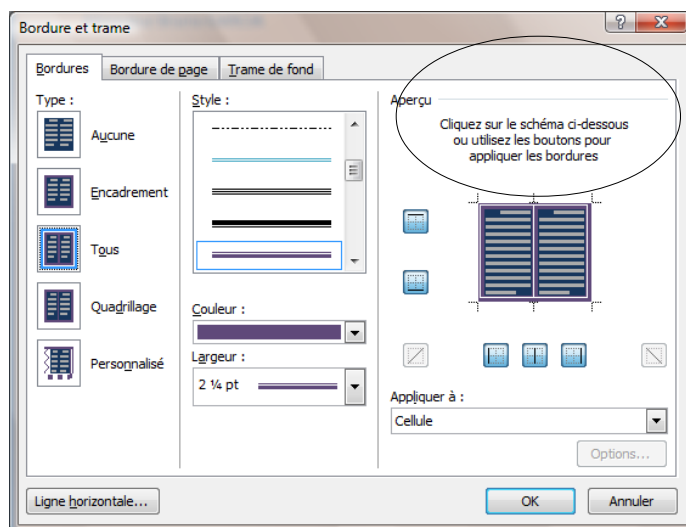 Bordure et trame
Bordures
Bordure de page
Trame de fond
Type :
Aucune
Encadrement
Tous
Quadrillage
Personnalisé
Style :
Couleur :
Largeur :
2 ¼ pt
Aperçu
Cliquez sur le schéma ci-dessous
ou utilisez les boutons pour
appliquer les bordures
Appliquer à :
Cellule
Options...
Ligne horizontale...
OK
Annuler